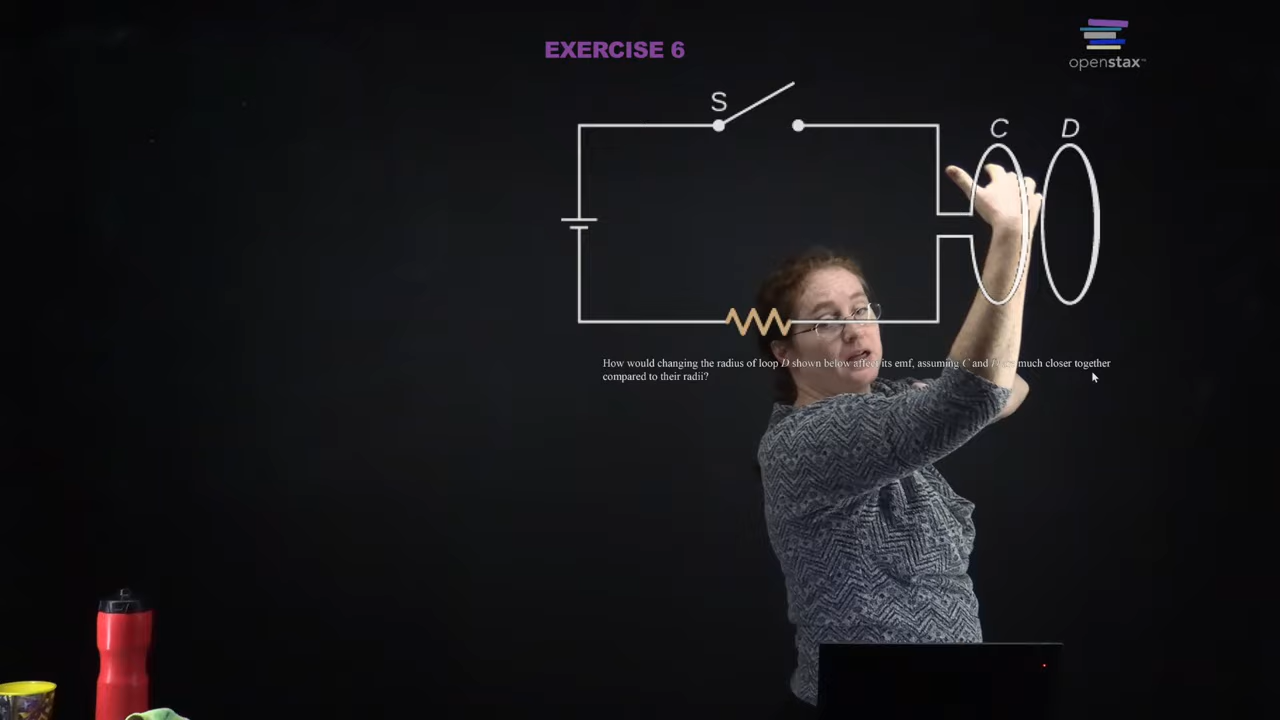 EXERCISE 6
openstax
S
C
D
How would changing the radius of loop D shown below affect its emf, assuming C and D are much closer together
compared to their radii?